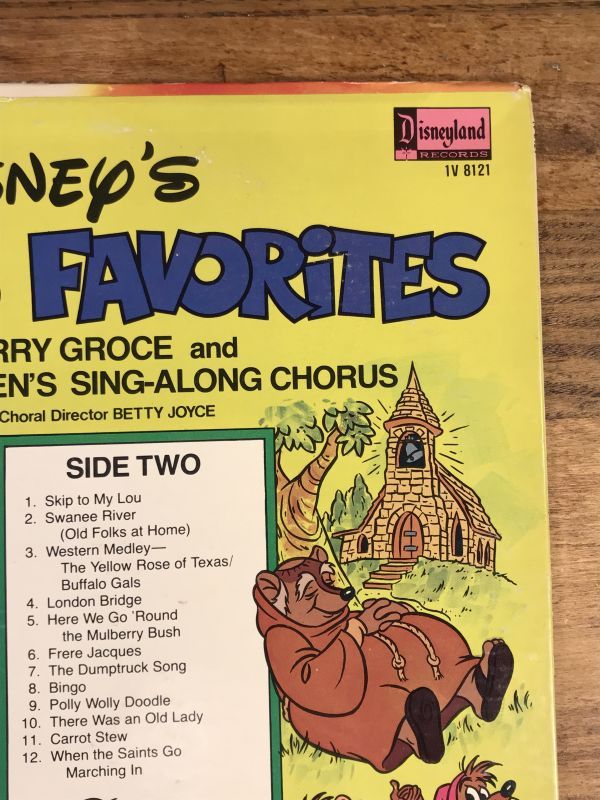 Disneyland
RECORDS
1V 8121
SNEY'S
FAVORiTES
RRY GROCE and
EN'S SING-ALONG CHORUS
Choral Director BETTY JOYCE
SIDE TWO
1. Skip to My Lou
2. Swanee River
(Old Folks at Home)
3. Western Medley—
The Yellow Rose of Texas/
Buffalo Gals
4. London Bridge
5. Here We Go 'Round
the Mulberry Bush
6. Frere Jacques
7. The Dumptruck Song
8. Bingo
9. Polly Wolly Doodle
10. There Was an Old Lady
11. Carrot Stew
12. When the Saints Go
Marching In